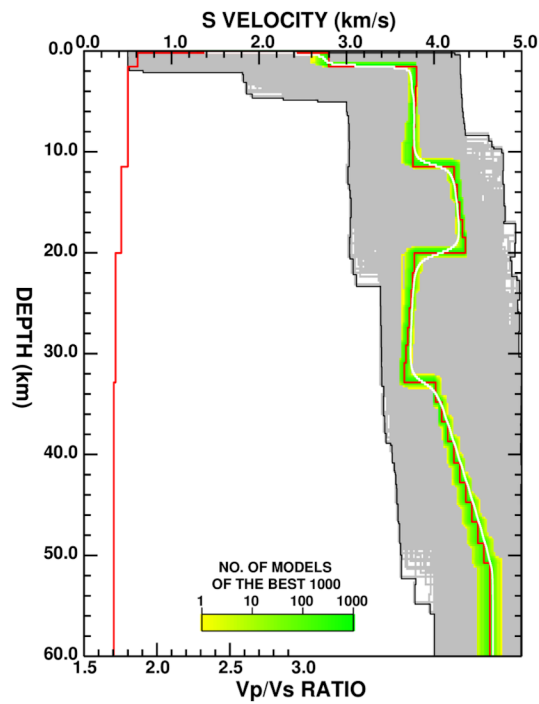 S VELOCITY (km/s)
0.0 1.0 2.0 3.0 4.0 5.0
0.0
10.0
20.0
30.0
40.0
50.0
60.0
DEPTH (km)
NO. OF MODELS
OF THE BEST 1000
1 10 100 1000
1.5 2.0 2.5 3.0
Vp/Vs RATIO